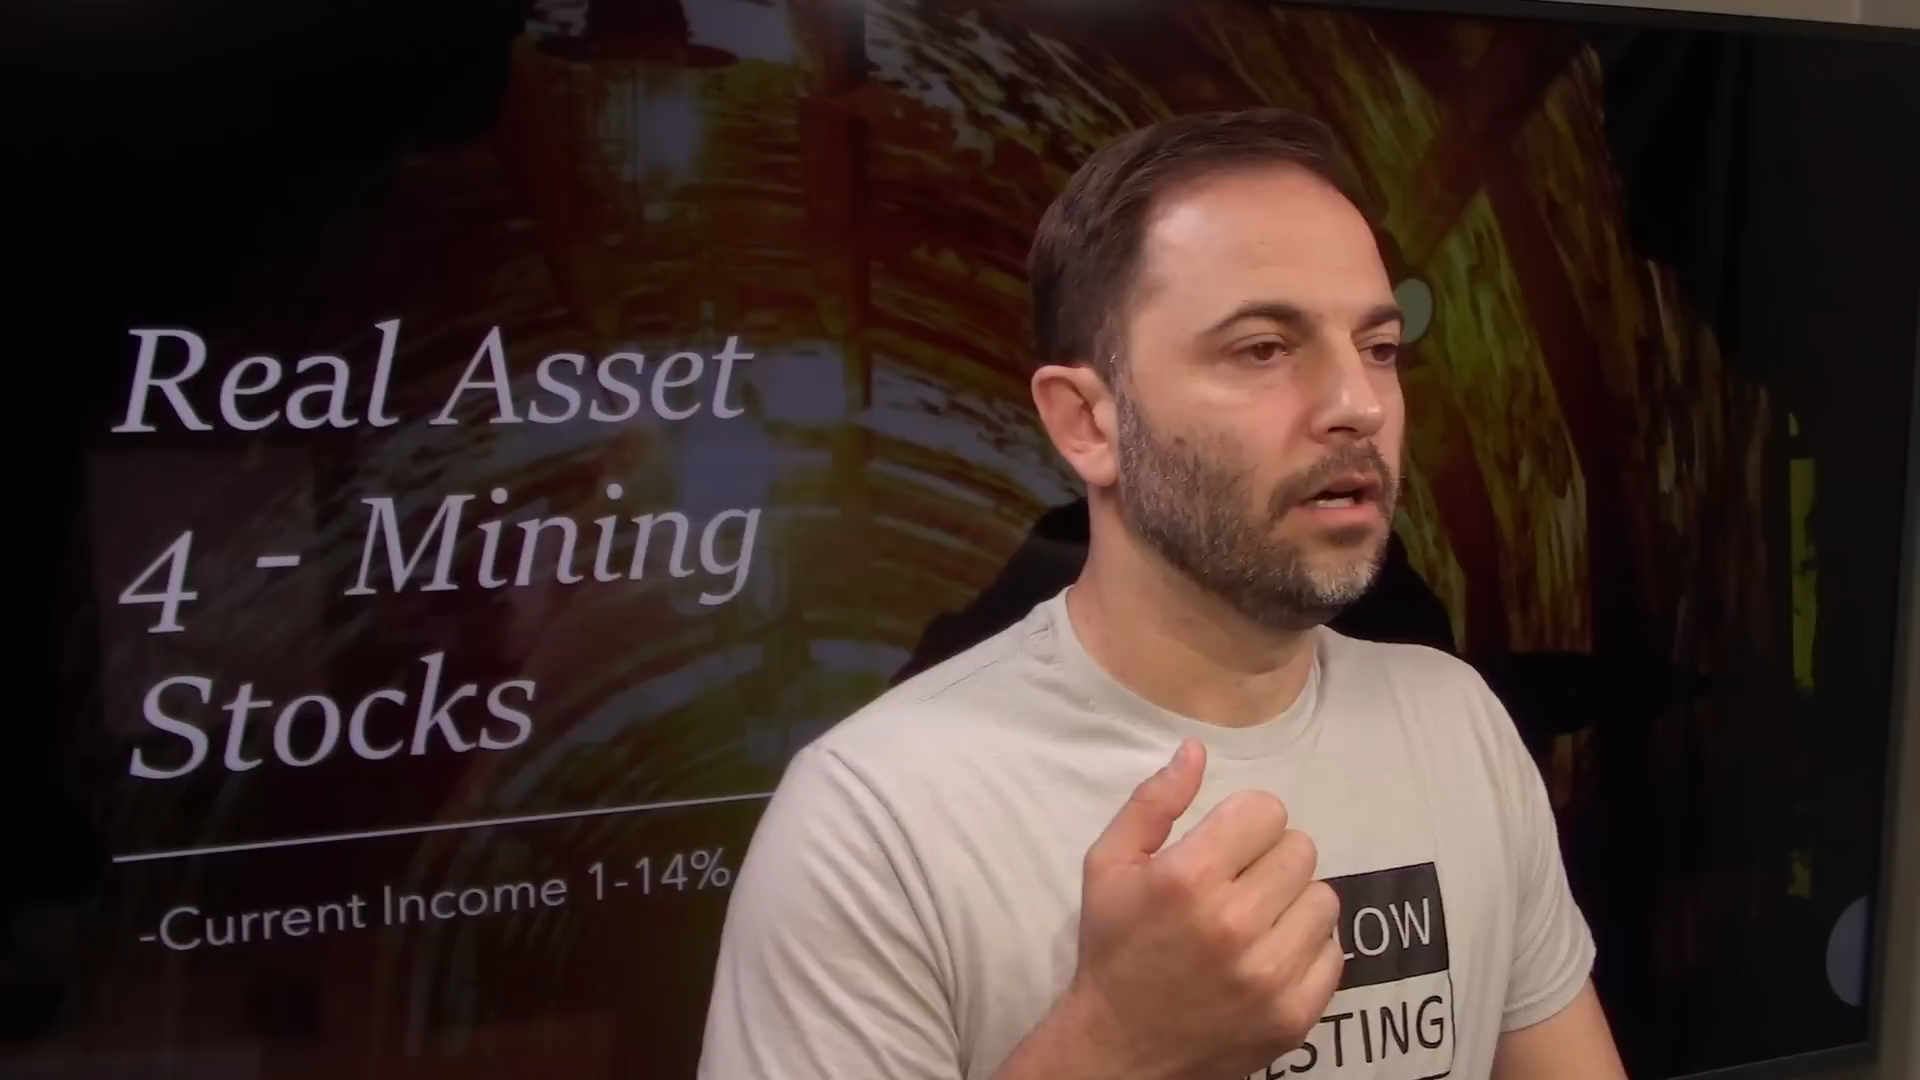 Real Asset
4 - Mining
Stocks
-Current Income 1-14%
LOW
STING